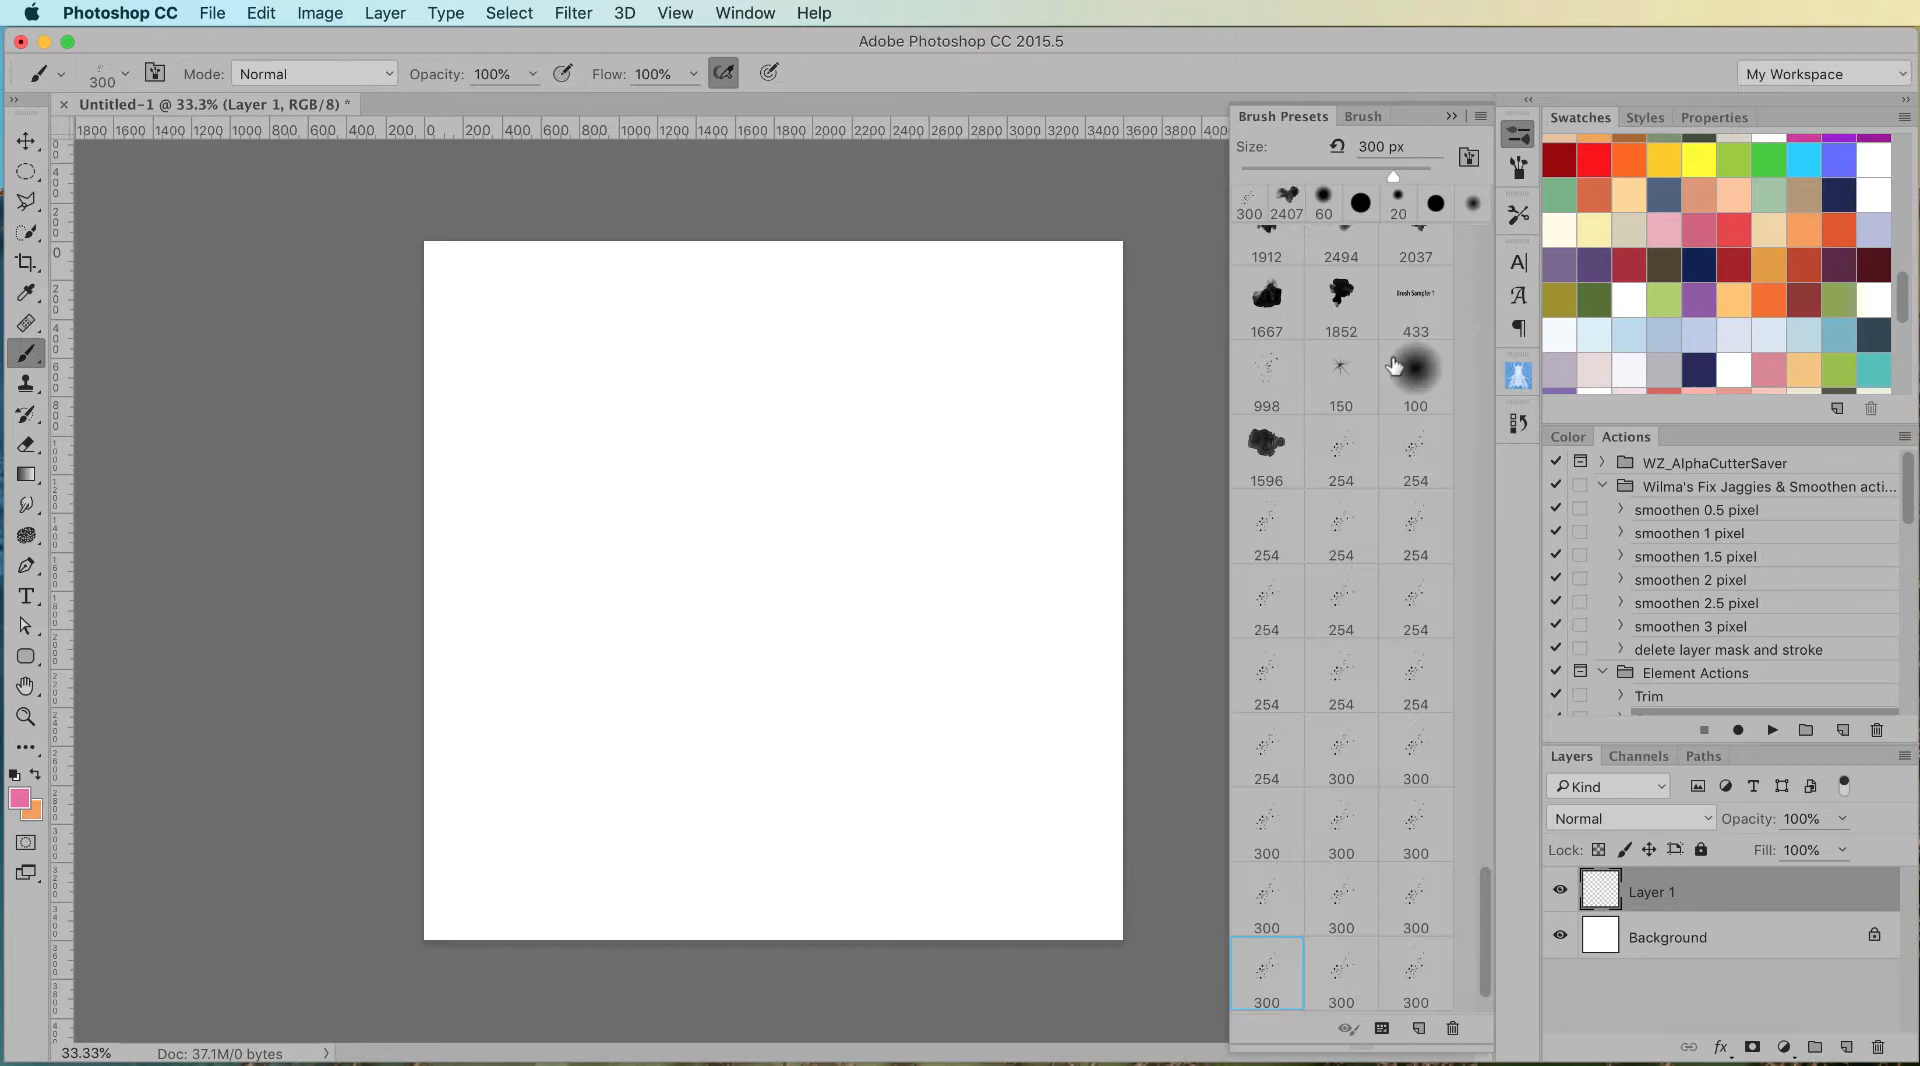 Photoshop CC File Edit Image Layer Type Select Filter 3D View Window Help
Adobe Photoshop CC 2015.5
300 Mode: Normal Opacity: 100% Flow: 100% My Workspace
Untitled-1 @ 33.3% (Layer 1, RGB/8) *
1800 1600 1400 1200 1000 800 600 400 200 0 200 400 600 800 1000 1200 1400 1600 1800 2000 2200 2400 2600 2800 3000 3200 3400 3600 3800 400
Brush Presets Brush
Size: 300 px
300 2407 60 20
1912 2494 2037
Brush Sampler 1
1667 1852 433
998 150 100
1596 254 254
254 254 254
254 254 254
254 254 254
254 300 300
300 300 300
300 300 300
300 300 300
Swatches Styles Properties
Color Actions
WZ_AlphaCutterSaver
Wilma's Fix Jaggies & Smoothen acti...
smoothen 0.5 pixel
smoothen 1 pixel
smoothen 1.5 pixel
smoothen 2 pixel
smoothen 2.5 pixel
smoothen 3 pixel
delete layer mask and stroke
Element Actions
Trim
Layers Channels Paths
Kind
Normal Opacity: 100%
Lock: Fill: 100%
Layer 1
Background
33.33% Doc: 37.1M/0 bytes